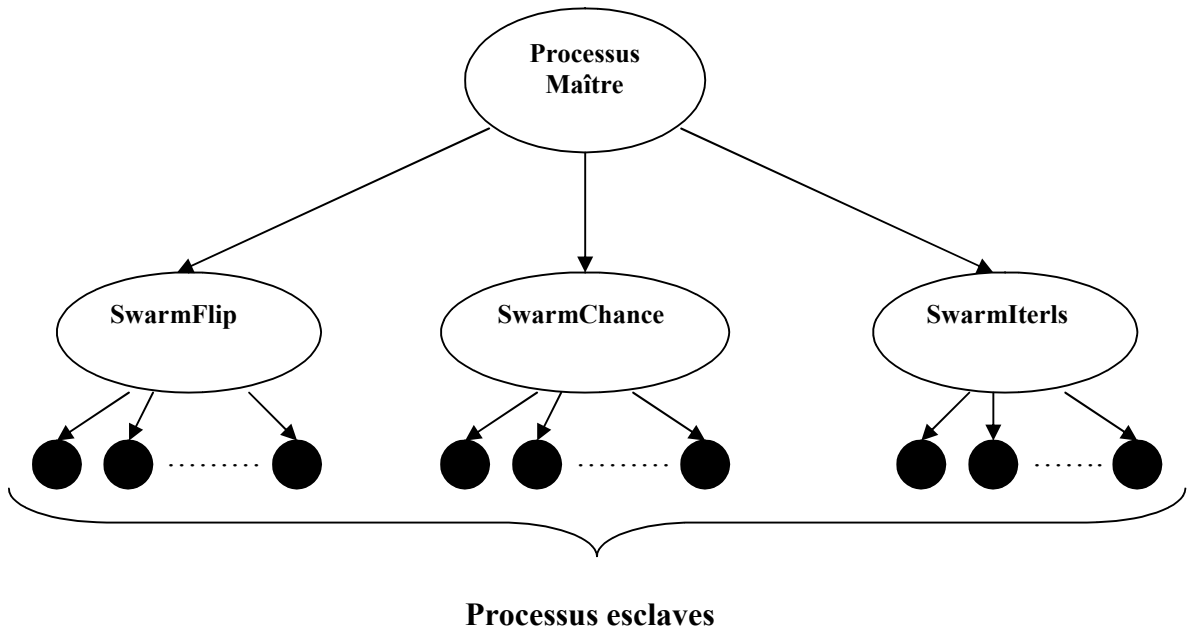 Processus
Maître
SwarmFlip
SwarmChance
SwarmIterls
Processus esclaves